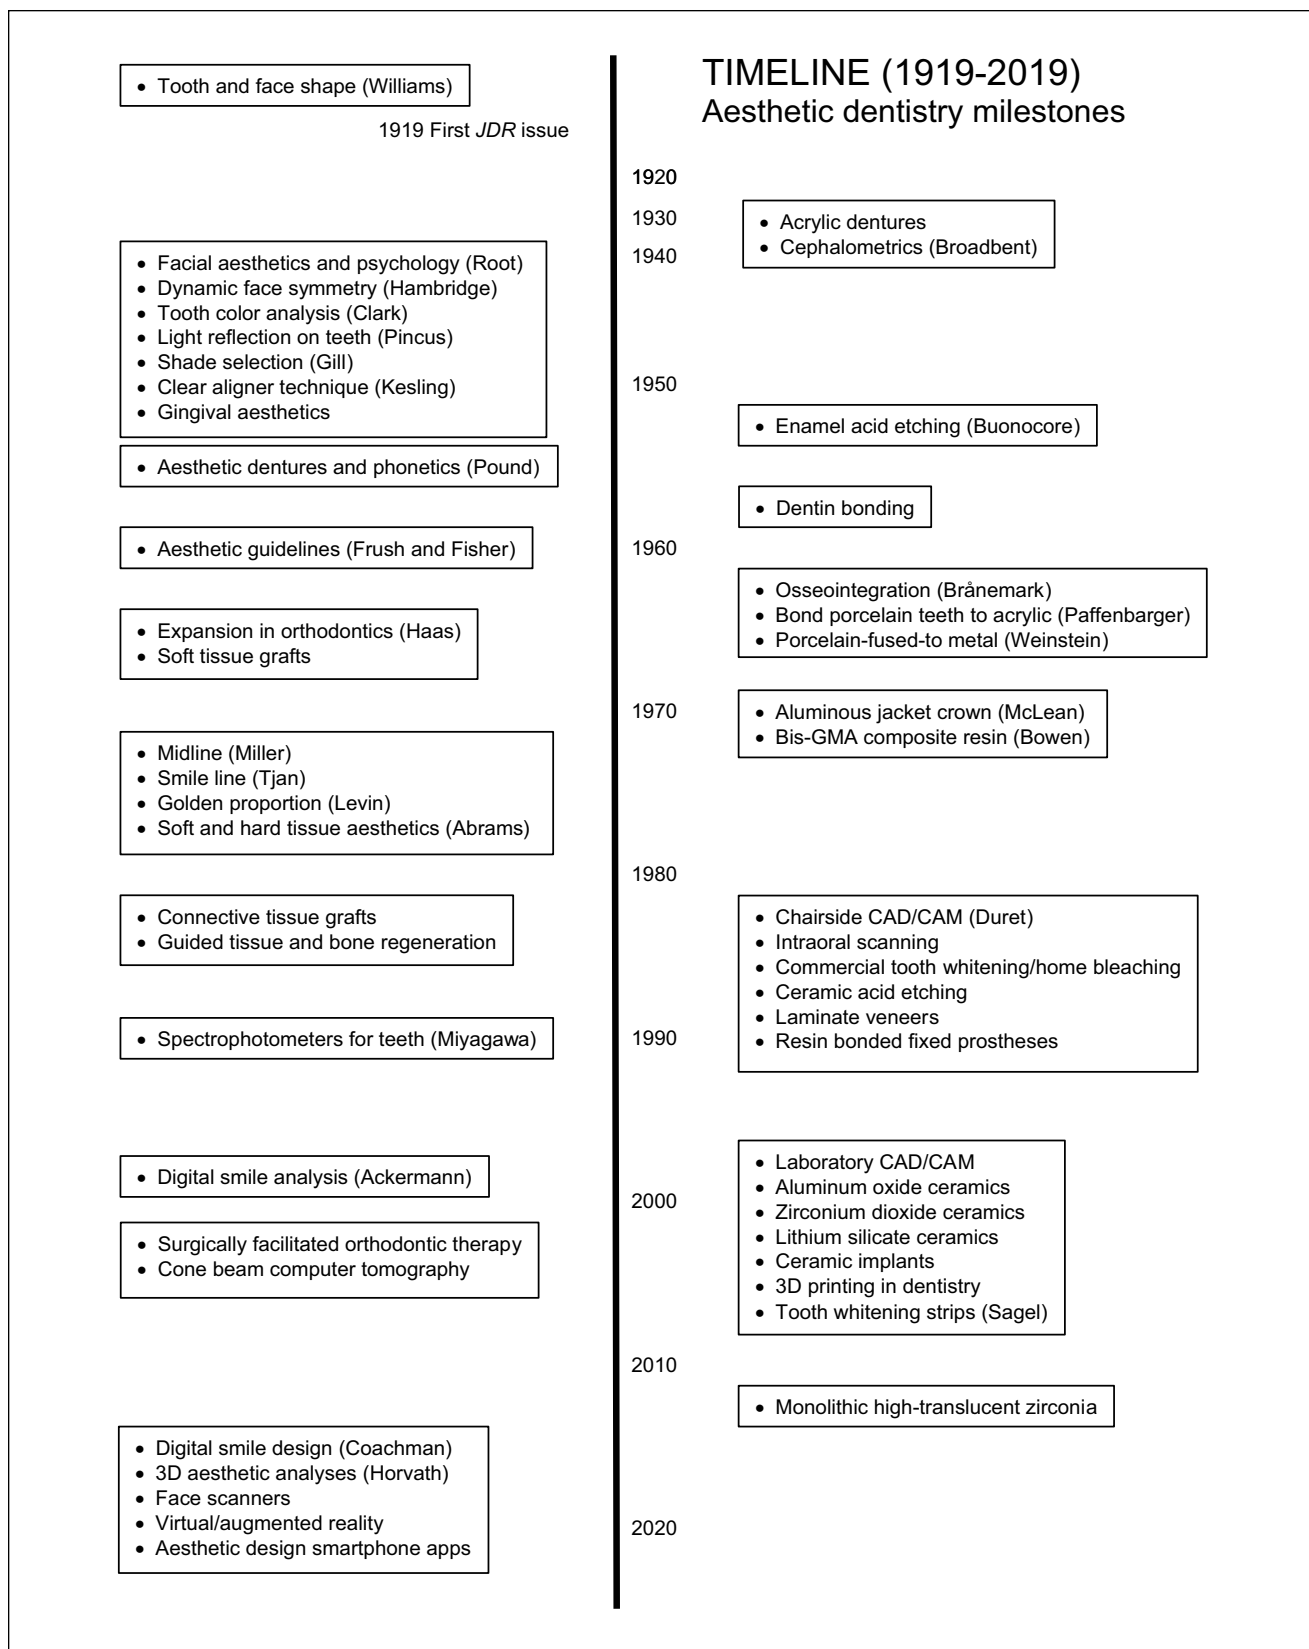 TIMELINE (1919-2019)
Aesthetic dentistry milestones
• Tooth and face shape (Williams)
1919 First JDR issue
1920
1930
• Acrylic dentures
• Cephalometrics (Broadbent)
1940
• Facial aesthetics and psychology (Root)
• Dynamic face symmetry (Hambridge)
• Tooth color analysis (Clark)
• Light reflection on teeth (Pincus)
• Shade selection (Gill)
• Clear aligner technique (Kesling)
• Gingival aesthetics
1950
• Enamel acid etching (Buonocore)
• Aesthetic dentures and phonetics (Pound)
• Dentin bonding
• Aesthetic guidelines (Frush and Fisher)
1960
• Osseointegration (Brånemark)
• Bond porcelain teeth to acrylic (Paffenbarger)
• Porcelain-fused-to metal (Weinstein)
• Expansion in orthodontics (Haas)
• Soft tissue grafts
1970
• Aluminous jacket crown (McLean)
• Bis-GMA composite resin (Bowen)
• Midline (Miller)
• Smile line (Tjan)
• Golden proportion (Levin)
• Soft and hard tissue aesthetics (Abrams)
1980
• Connective tissue grafts
• Guided tissue and bone regeneration
• Chairside CAD/CAM (Duret)
• Intraoral scanning
• Commercial tooth whitening/home bleaching
• Ceramic acid etching
• Laminate veneers
• Resin bonded fixed prostheses
• Spectrophotometers for teeth (Miyagawa)
1990
• Laboratory CAD/CAM
• Aluminum oxide ceramics
• Zirconium dioxide ceramics
• Lithium silicate ceramics
• Ceramic implants
• 3D printing in dentistry
• Tooth whitening strips (Sagel)
• Digital smile analysis (Ackermann)
2000
• Surgically facilitated orthodontic therapy
• Cone beam computer tomography
2010
• Monolithic high-translucent zirconia
• Digital smile design (Coachman)
• 3D aesthetic analyses (Horvath)
• Face scanners
• Virtual/augmented reality
• Aesthetic design smartphone apps
2020